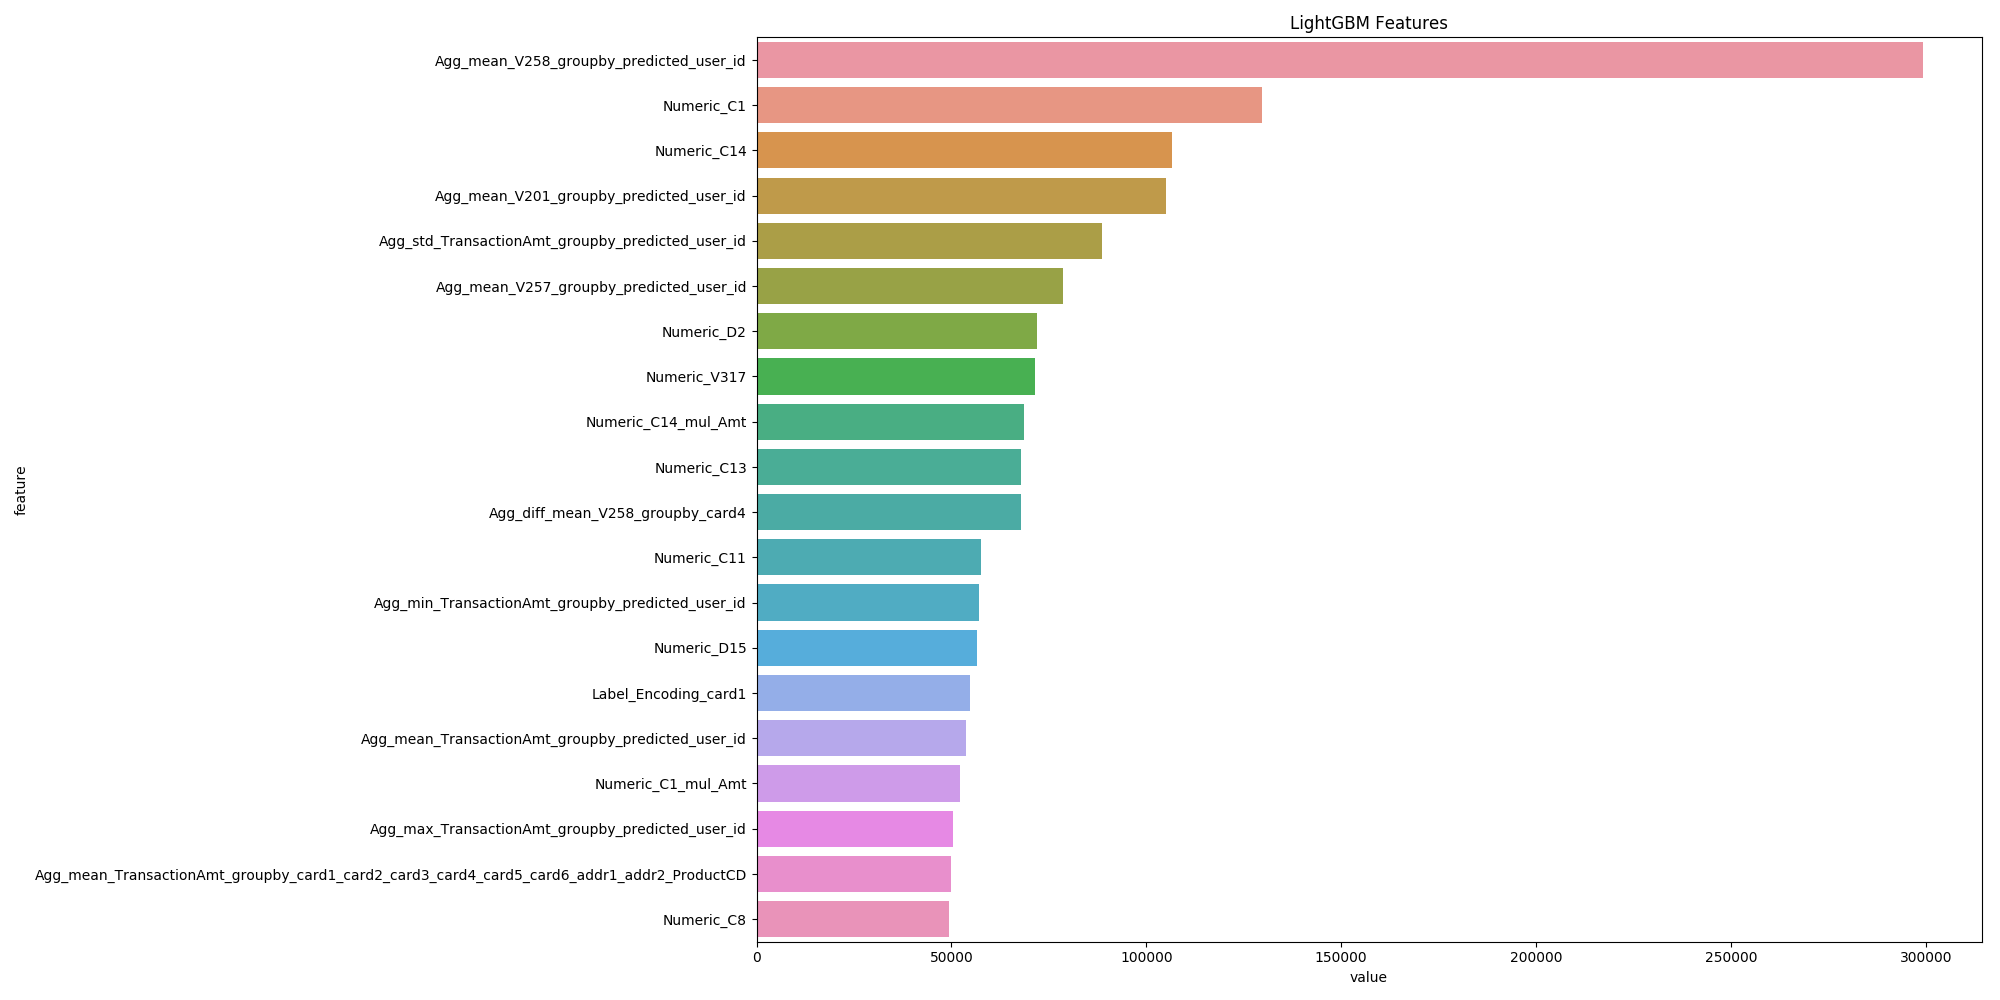 LightGBM Features
Agg_mean_V258_groupby_predicted_user_id
Numeric_C1
Numeric_C14
Agg_mean_V201_groupby_predicted_user_id
Agg_std_TransactionAmt_groupby_predicted_user_id
Agg_mean_V257_groupby_predicted_user_id
Numeric_D2
Numeric_V317
Numeric_C14_mul_Amt
Numeric_C13
Agg_diff_mean_V258_groupby_card4
Numeric_C11
Agg_min_TransactionAmt_groupby_predicted_user_id
Numeric_D15
Label_Encoding_card1
Agg_mean_TransactionAmt_groupby_predicted_user_id
Numeric_C1_mul_Amt
Agg_max_TransactionAmt_groupby_predicted_user_id
Agg_mean_TransactionAmt_groupby_card1_card2_card3_card4_card5_card6_addr1_addr2_ProductCD
Numeric_C8
feature
0 50000 100000 150000 200000 250000 300000
value